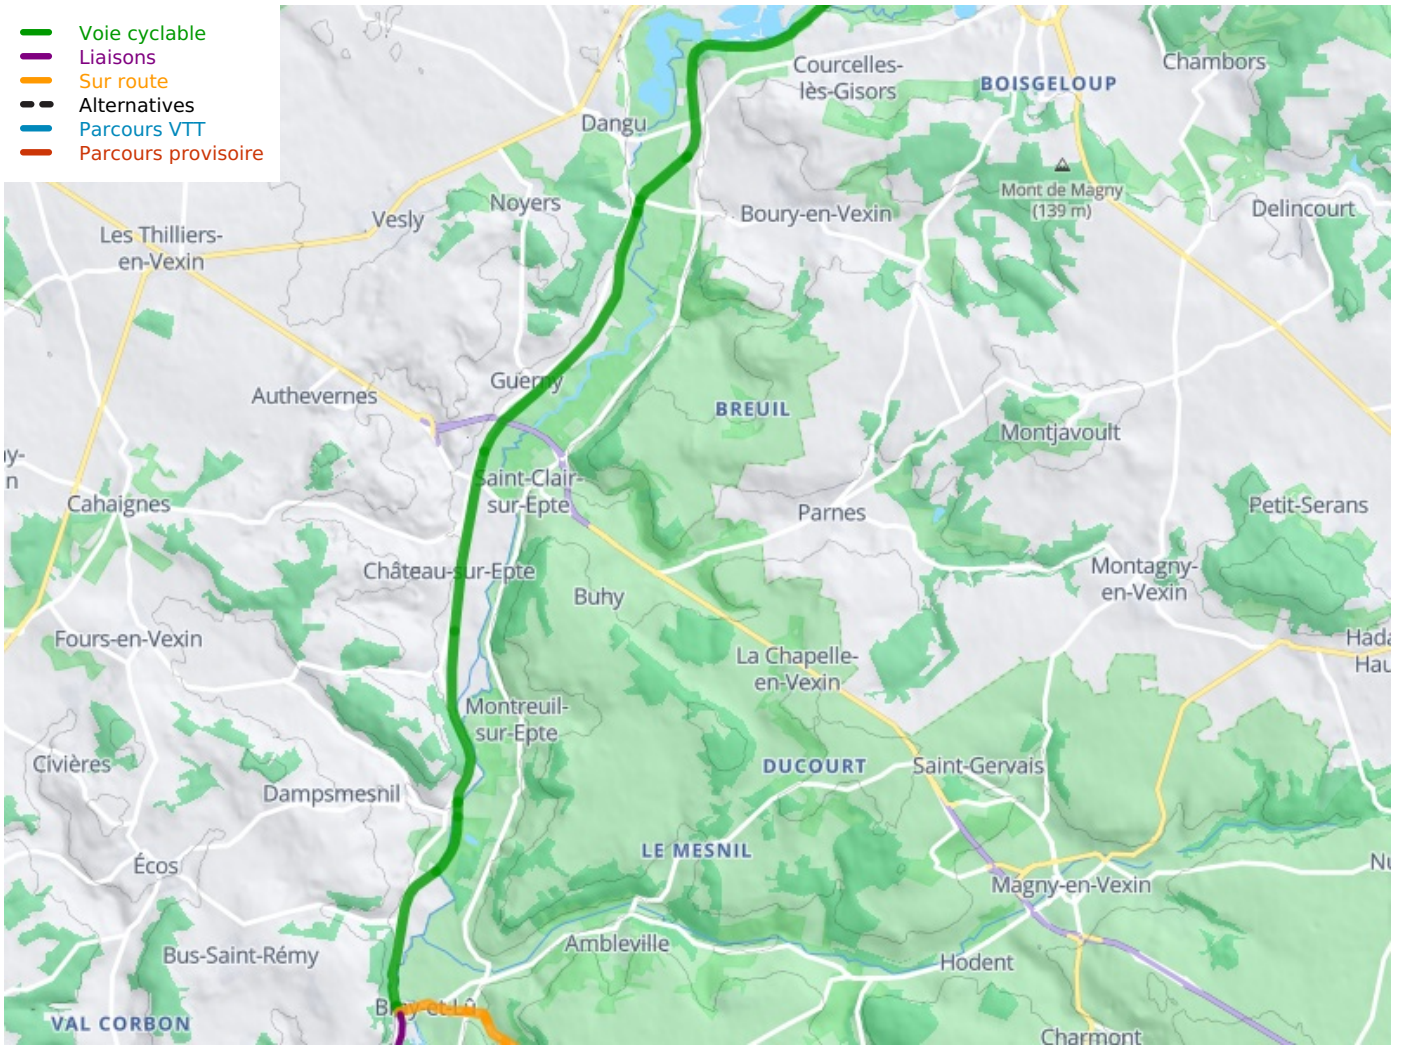 Voie cyclable
Liaisons
Sur route
Alternatives
Parcours VTT
Parcours provisoire
Courcelles-
lès-Gisors
BOISGELOUP
Chambors
Dangu
Mont de Magny
(139 m)
Noyers
Vesly
Boury-en-Vexin
Delincourt
Les Thilliers-
en-Vexin
Guerny
Authevernes
BREUIL
Montjavoult
Saint-Clair-
sur-Epte
Cahaignes
Parnes
Petit-Serans
Château-sur-Epte
Montagny-
en-Vexin
Buhy
Fours-en-Vexin
La Chapelle-
en-Vexin
Montreuil-
sur-Epte
Civières
DUCOURT
Saint-Gervais
Dampsmesnil
LE MESNIL
Écos
Magny-en-Vexin
Ambleville
Bus-Saint-Rémy
Hodent
Bray-et-Lû
VAL CORBON
Charmont